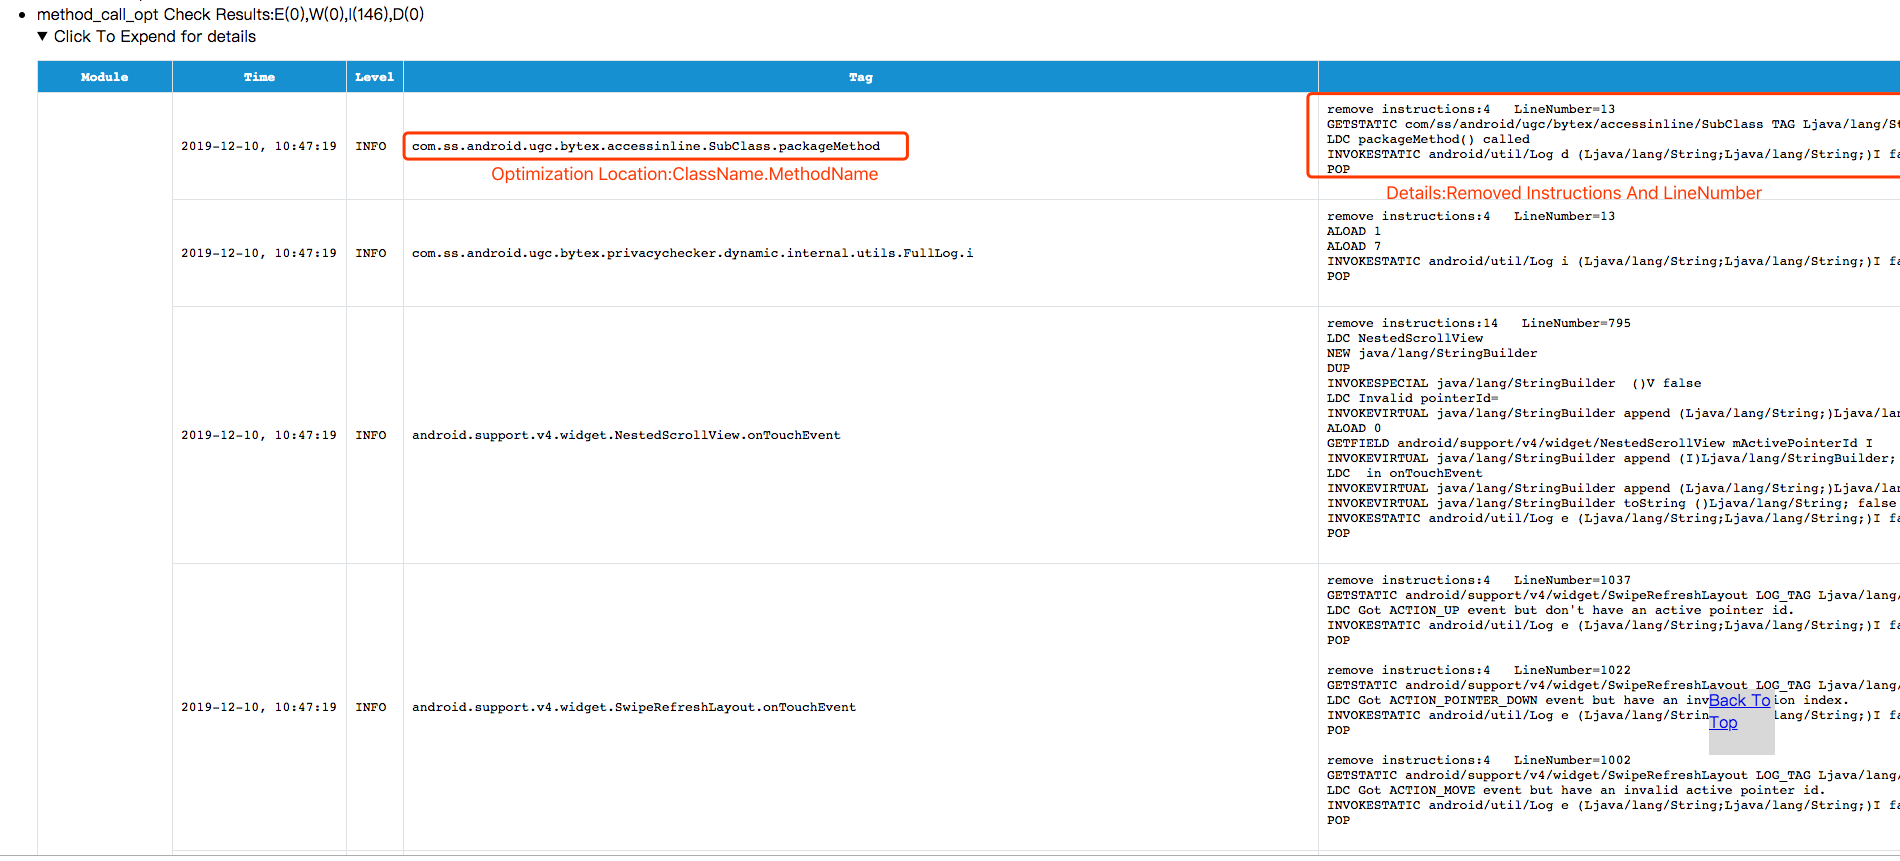 method_call_opt Check Results:E(0),W(0),I(146),D(0)
▼ Click To Expend for details
Module Time Level Tag
2019-12-10, 10:47:19 INFO com.ss.android.ugc.bytex.accessinline.SubClass.packageMethod
Optimization Location:ClassName.MethodName
remove instructions:4 LineNumber=13
GETSTATIC com/ss/android/ugc/bytex/accessinline/SubClass TAG Ljava/lang/St
LDC packageMethod() called
INVOKESTATIC android/util/Log d (Ljava/lang/String;Ljava/lang/String;)I fa
POP
Details:Removed Instructions And LineNumber
2019-12-10, 10:47:19 INFO com.ss.android.ugc.bytex.privacychecker.dynamic.internal.utils.FullLog.i
remove instructions:4 LineNumber=13
ALOAD 1
ALOAD 7
INVOKESTATIC android/util/Log i (Ljava/lang/String;Ljava/lang/String;)I fa
POP
2019-12-10, 10:47:19 INFO android.support.v4.widget.NestedScrollView.onTouchEvent
remove instructions:14 LineNumber=795
LDC NestedScrollView
NEW java/lang/StringBuilder
DUP
INVOKESPECIAL java/lang/StringBuilder ()V false
LDC Invalid pointerId=
INVOKEVIRTUAL java/lang/StringBuilder append (Ljava/lang/String;)Ljava/lan
ALOAD 0
GETFIELD android/support/v4/widget/NestedScrollView mActivePointerId I
INVOKEVIRTUAL java/lang/StringBuilder append (I)Ljava/lang/StringBuilder;
LDC in onTouchEvent
INVOKEVIRTUAL java/lang/StringBuilder append (Ljava/lang/String;)Ljava/lan
INVOKEVIRTUAL java/lang/StringBuilder toString ()Ljava/lang/String; false
INVOKESTATIC android/util/Log e (Ljava/lang/String;Ljava/lang/String;)I fa
POP
2019-12-10, 10:47:19 INFO android.support.v4.widget.SwipeRefreshLayout.onTouchEvent
remove instructions:4 LineNumber=1037
GETSTATIC android/support/v4/widget/SwipeRefreshLayout LOG_TAG Ljava/lang/
LDC Got ACTION_UP event but don't have an active pointer id.
INVOKESTATIC android/util/Log e (Ljava/lang/String;Ljava/lang/String;)I fa
POP
remove instructions:4 LineNumber=1022
GETSTATIC android/support/v4/widget/SwipeRefreshLayout LOG_TAG Ljava/lang/
LDC Got ACTION_POINTER_DOWN event but have an inv ion index.
INVOKESTATIC android/util/Log e (Ljava/lang/String;Ljava/lang/Strin lang/String;)I fa
POP
Back To
Top
remove instructions:4 LineNumber=1002
GETSTATIC android/support/v4/widget/SwipeRefreshLayout LOG_TAG Ljava/lang/
LDC Got ACTION_MOVE event but have an invalid active pointer id.
INVOKESTATIC android/util/Log e (Ljava/lang/String;Ljava/lang/String;)I fa
POP